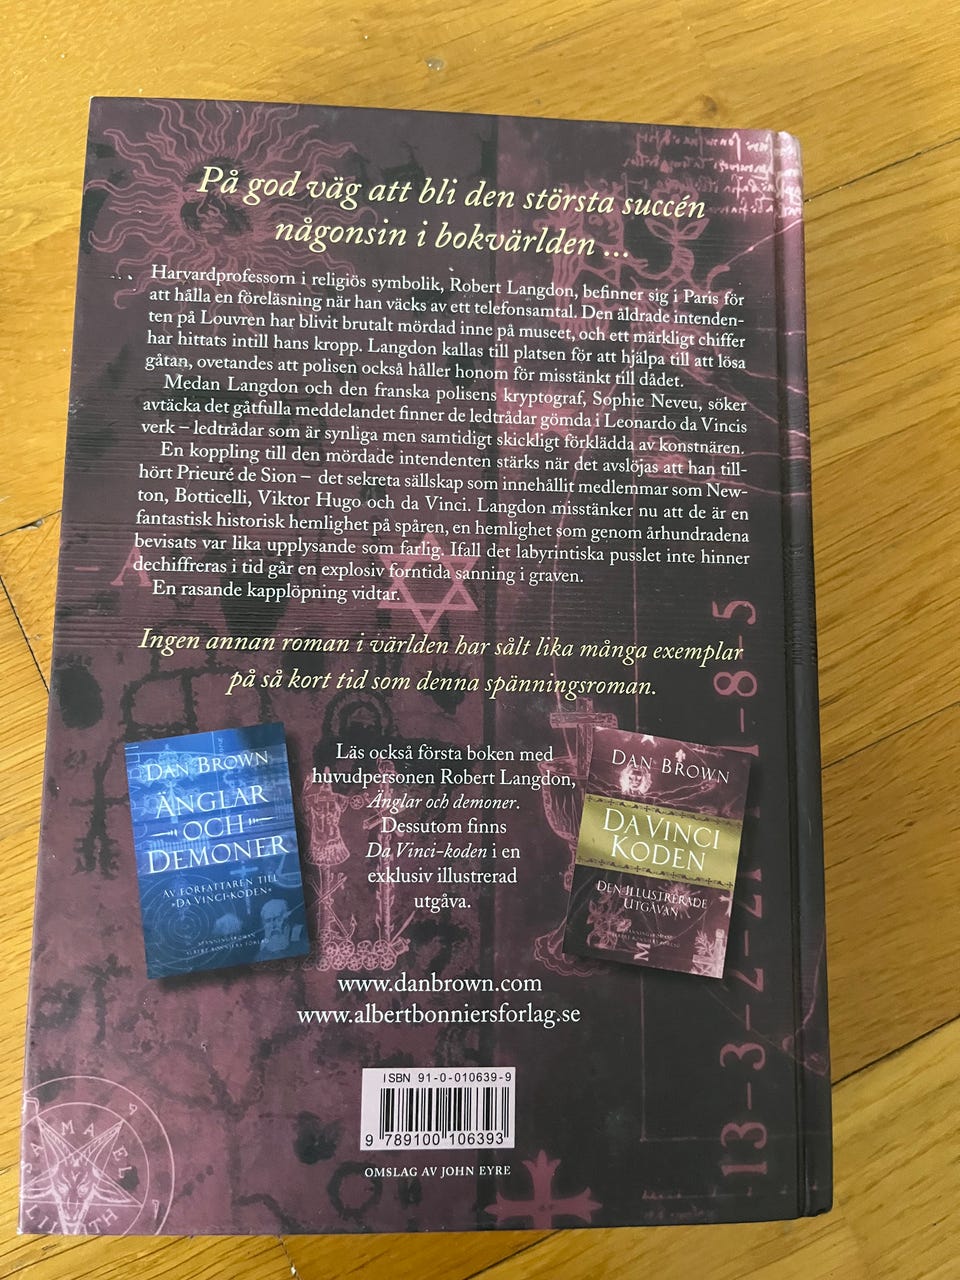 På god väg att bli den största succén
någonsin i bokvärlden ...
Harvardprofessorn i religiös symbolik, Robert Langdon, befinner sig i Paris för
att hålla en föreläsning när han väcks av ett telefonsamtal. Den åldrade intenden-
ten på Louvren har blivit brutalt mördad inne på museet, och ett märkligt chiffer
har hittats intill hans kropp. Langdon kallas till platsen för att hjälpa till att lösa
gåtan, ovetandes att polisen också håller honom för misstänkt till dådet.
Medan Langdon och den franska polisens kryptograf, Sophie Neveu, söker
avtäcka det gåtfulla meddelandet finner de ledtrådar gömda i Leonardo da Vincis
verk – ledtrådar som är synliga men samtidigt skickligt förklädda av konstnären.
En koppling till den mördade intendenten stärks när det avslöjas att han till-
hört Prieuré de Sion – det sekreta sällskap som innehållit medlemmar som New-
ton, Botticelli, Viktor Hugo och da Vinci. Langdon misstänker nu att de är en
fantastisk historisk hemlighet på spåren, en hemlighet som genom århundradena
bevisats var lika upplysande som farlig. Ifall det labyrintiska pusslet inte hinner
dechiffreras i tid går en explosiv forntida sanning i graven.
En rasande kapplöpning vidtar.
Ingen annan roman i världen har sålt lika många exemplar
på så kort tid som denna spänningsroman.
DAN BROWN
ÄNGLAR
OCH
DEMONER
AV FÖRFATTAREN TILL
»DA VINCI-KODEN»
SPÄNNINGSROMAN
ALBERT BONNIERS FÖRLAG
Läs också första boken med
huvudpersonen Robert Langdon,
Änglar och demoner.
Dessutom finns
Da Vinci-koden i en
exklusiv illustrerad
utgåva.
DAN BROWN
DA VINCI
KODEN
DEN ILLUSTRERADE
UTGÅVAN
www.danbrown.com
www.albertbonniersforlag.se
ISBN 91-0-010639-9
9 789100 106393
OMSLAG AV JOHN EYRE
SAMAEL
LILITH